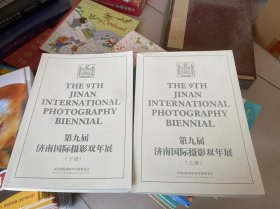 THE 9TH
JINAN
INTERNATIONAL
PHOTOGRAPHY
BIENNIAL
第九届
济南国际摄影双年展
（下册）
THE 9TH
JINAN
INTERNATIONAL
PHOTOGRAPHY
BIENNIAL
第九届
济南国际摄影双年展
（上册）
Merry Christmas